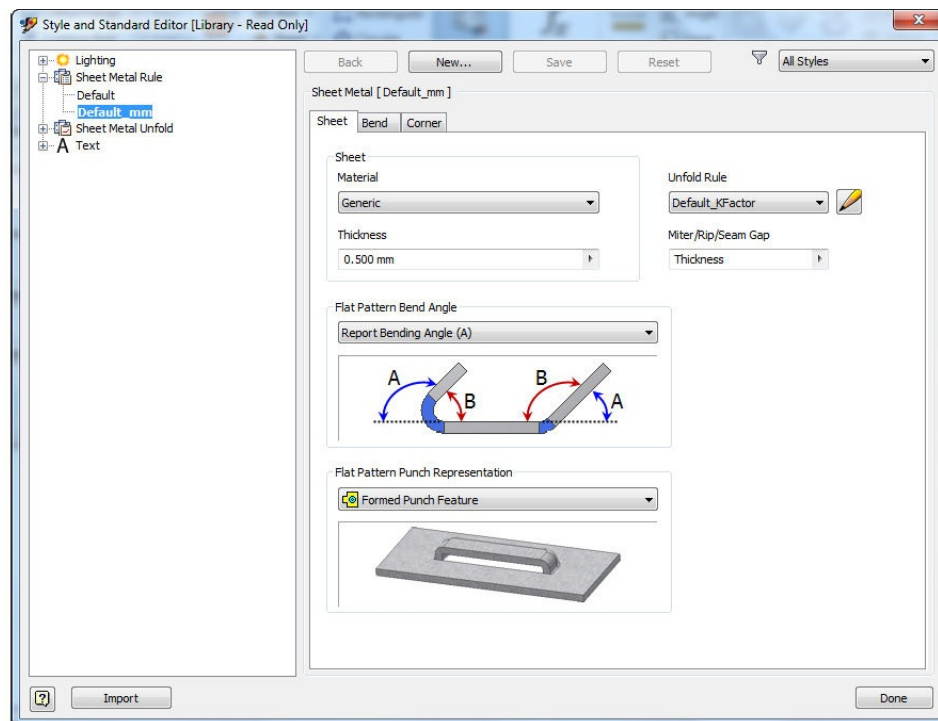 Style and Standard Editor [Library - Read Only]
Lighting
Sheet Metal Rule
Default
Default_mm
Sheet Metal Unfold
A Text
Back
New...
Save
Reset
All Styles
Sheet Metal [ Default_mm ]
Sheet
Bend
Corner
Sheet
Material
Generic
Thickness
0.500 mm
Unfold Rule
Default_KFactor
Miter/Rip/Seam Gap
Thickness
Flat Pattern Bend Angle
Report Bending Angle (A)
A
B
B
A
Flat Pattern Punch Representation
Formed Punch Feature
?
Import
Done